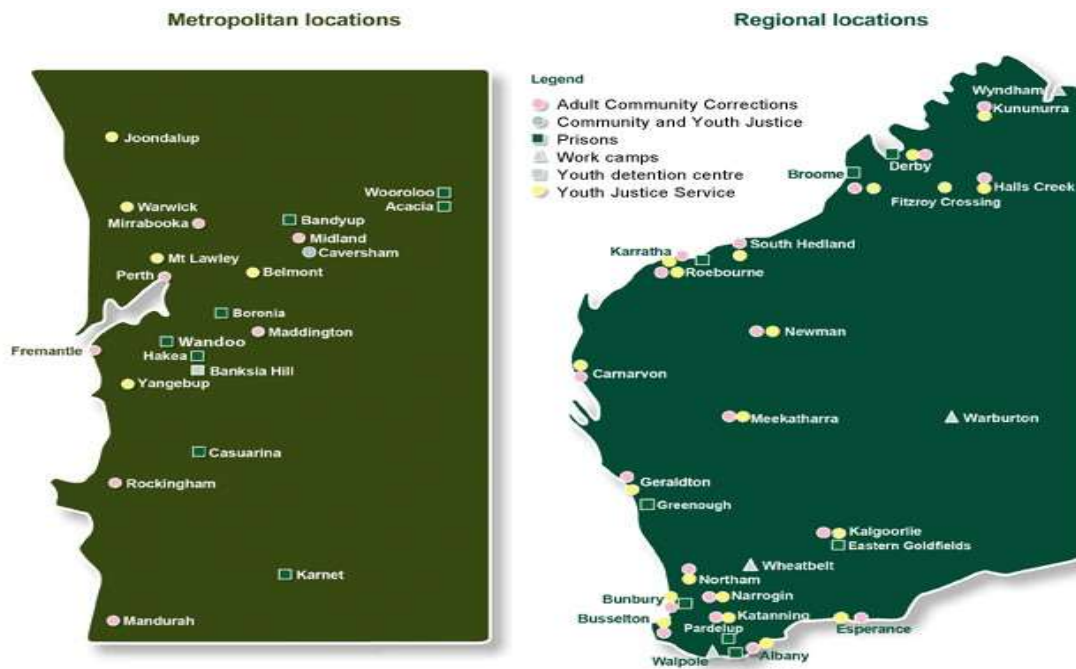 Metropolitan locations
Joondalup
Wooroloo
Acacia
Warwick
Mirrabooka
Bandyup
Midland
Caversham
Mt Lawley
Perth
Belmont
Boronia
Maddington
Wandoo
Fremantle
Hakea
Banksia Hill
Yangebup
Casuarina
Rockingham
Karnet
Mandurah
Regional locations
Legend
Adult Community Corrections
Community and Youth Justice
Prisons
Work camps
Youth detention centre
Youth Justice Service
Wyndham
Kununurra
Derby
Broome
Halls Creek
Fitzroy Crossing
South Hedland
Karratha
Roebourne
Newman
Carnarvon
Meekatharra
Warburton
Geraldton
Greenough
Kalgoorlie
Eastern Goldfields
Wheatbelt
Northam
Bunbury
Narrogin
Busselton
Katanning
Pardelup
Esperance
Walpole
Albany